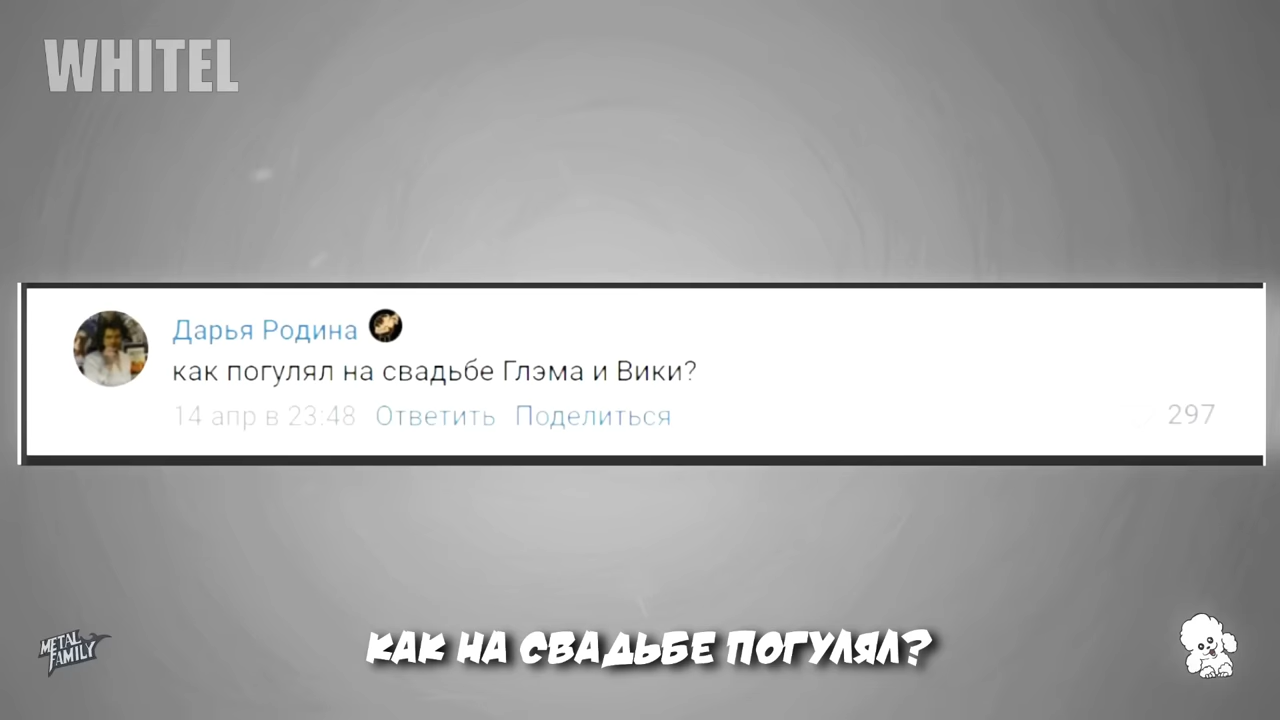 WHITEL
Дарья Родина
как погулял на свадьбе Глэма и Вики?
14 апр в 23:48 Ответить Поделиться 297
METAL
FAMILY
КАК НА СВАДЬБЕ ПОГУЛЯЛ?